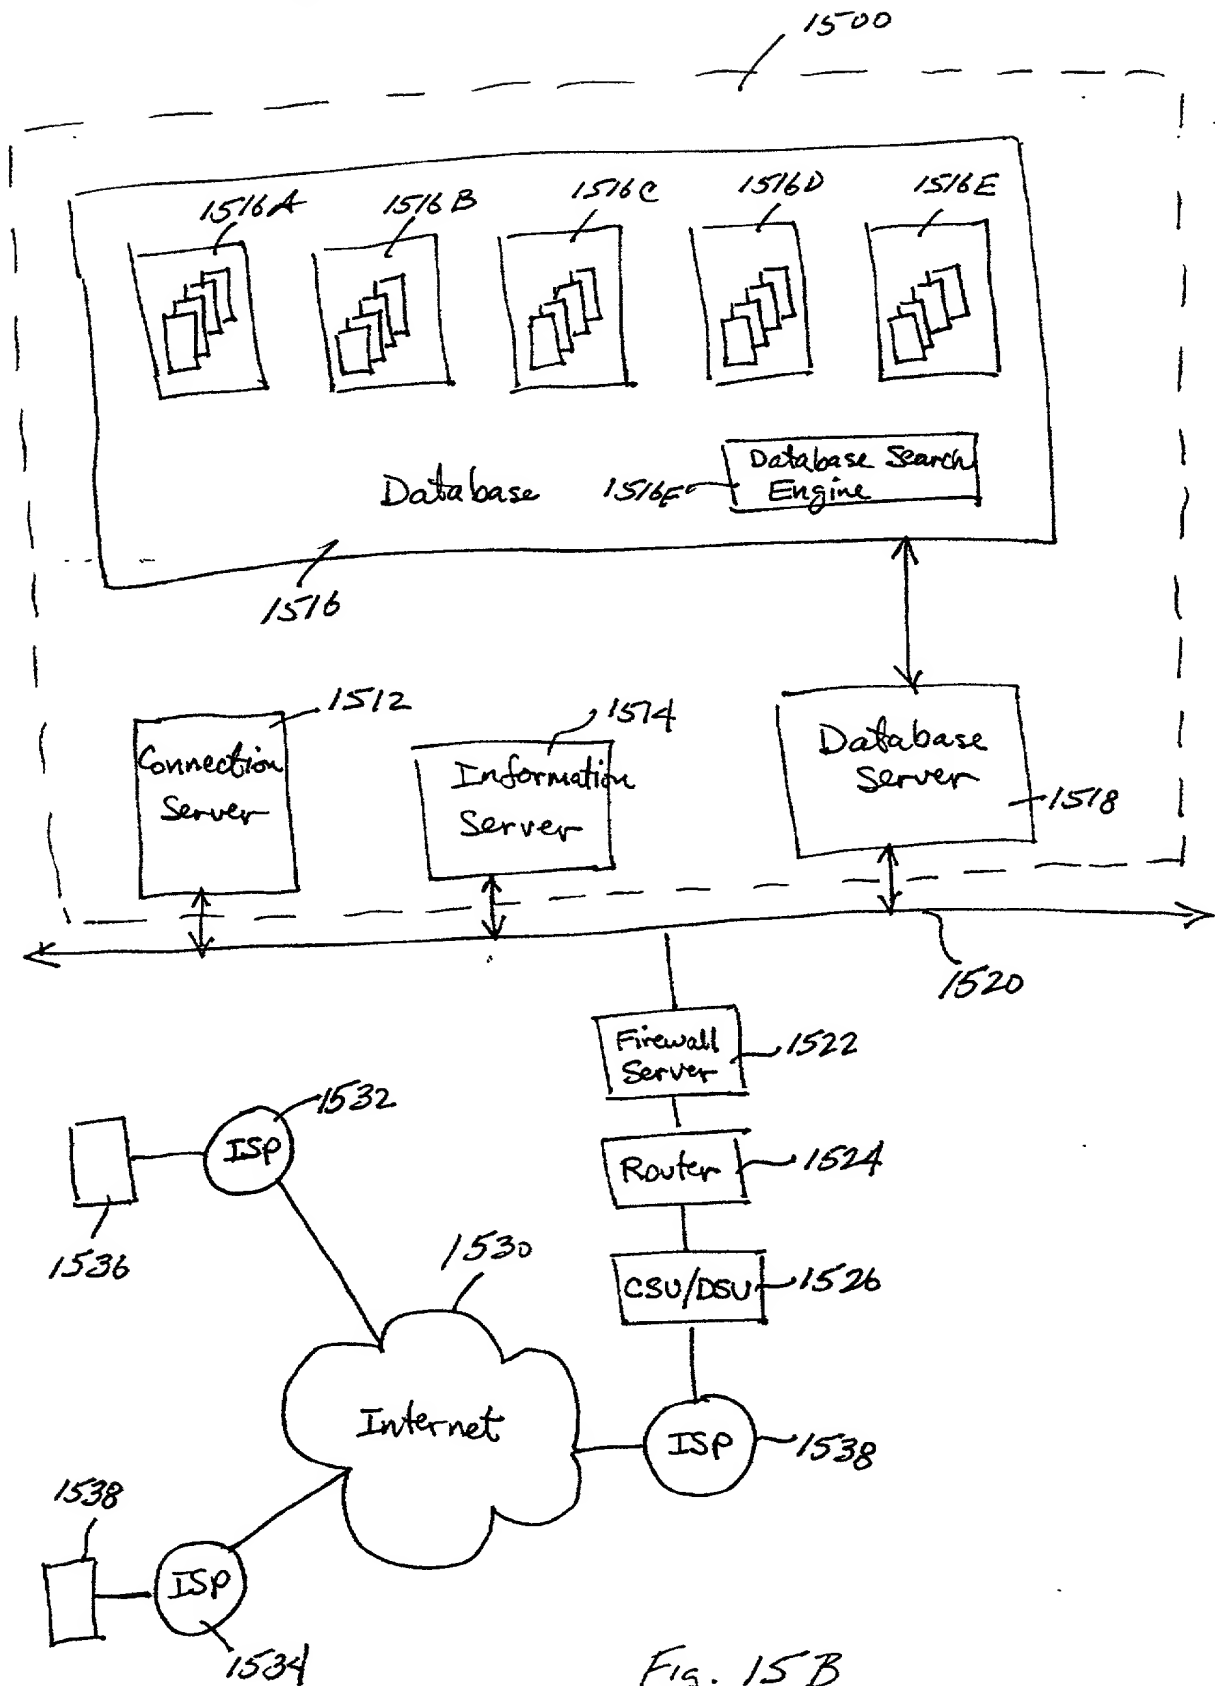 1500
1516A
1516B
1516C
1516D
1516E
Database Search
Engine
1516F
Database
1516
1512
Connection
Server
1514
Information
Server
Database
Server
1518
1520
Firewall
Server
1522
1532
ISP
1536
Router
1524
1530
CSU/DSU
1526
Internet
ISP
1538
1538
ISP
1534
Fig. 15B